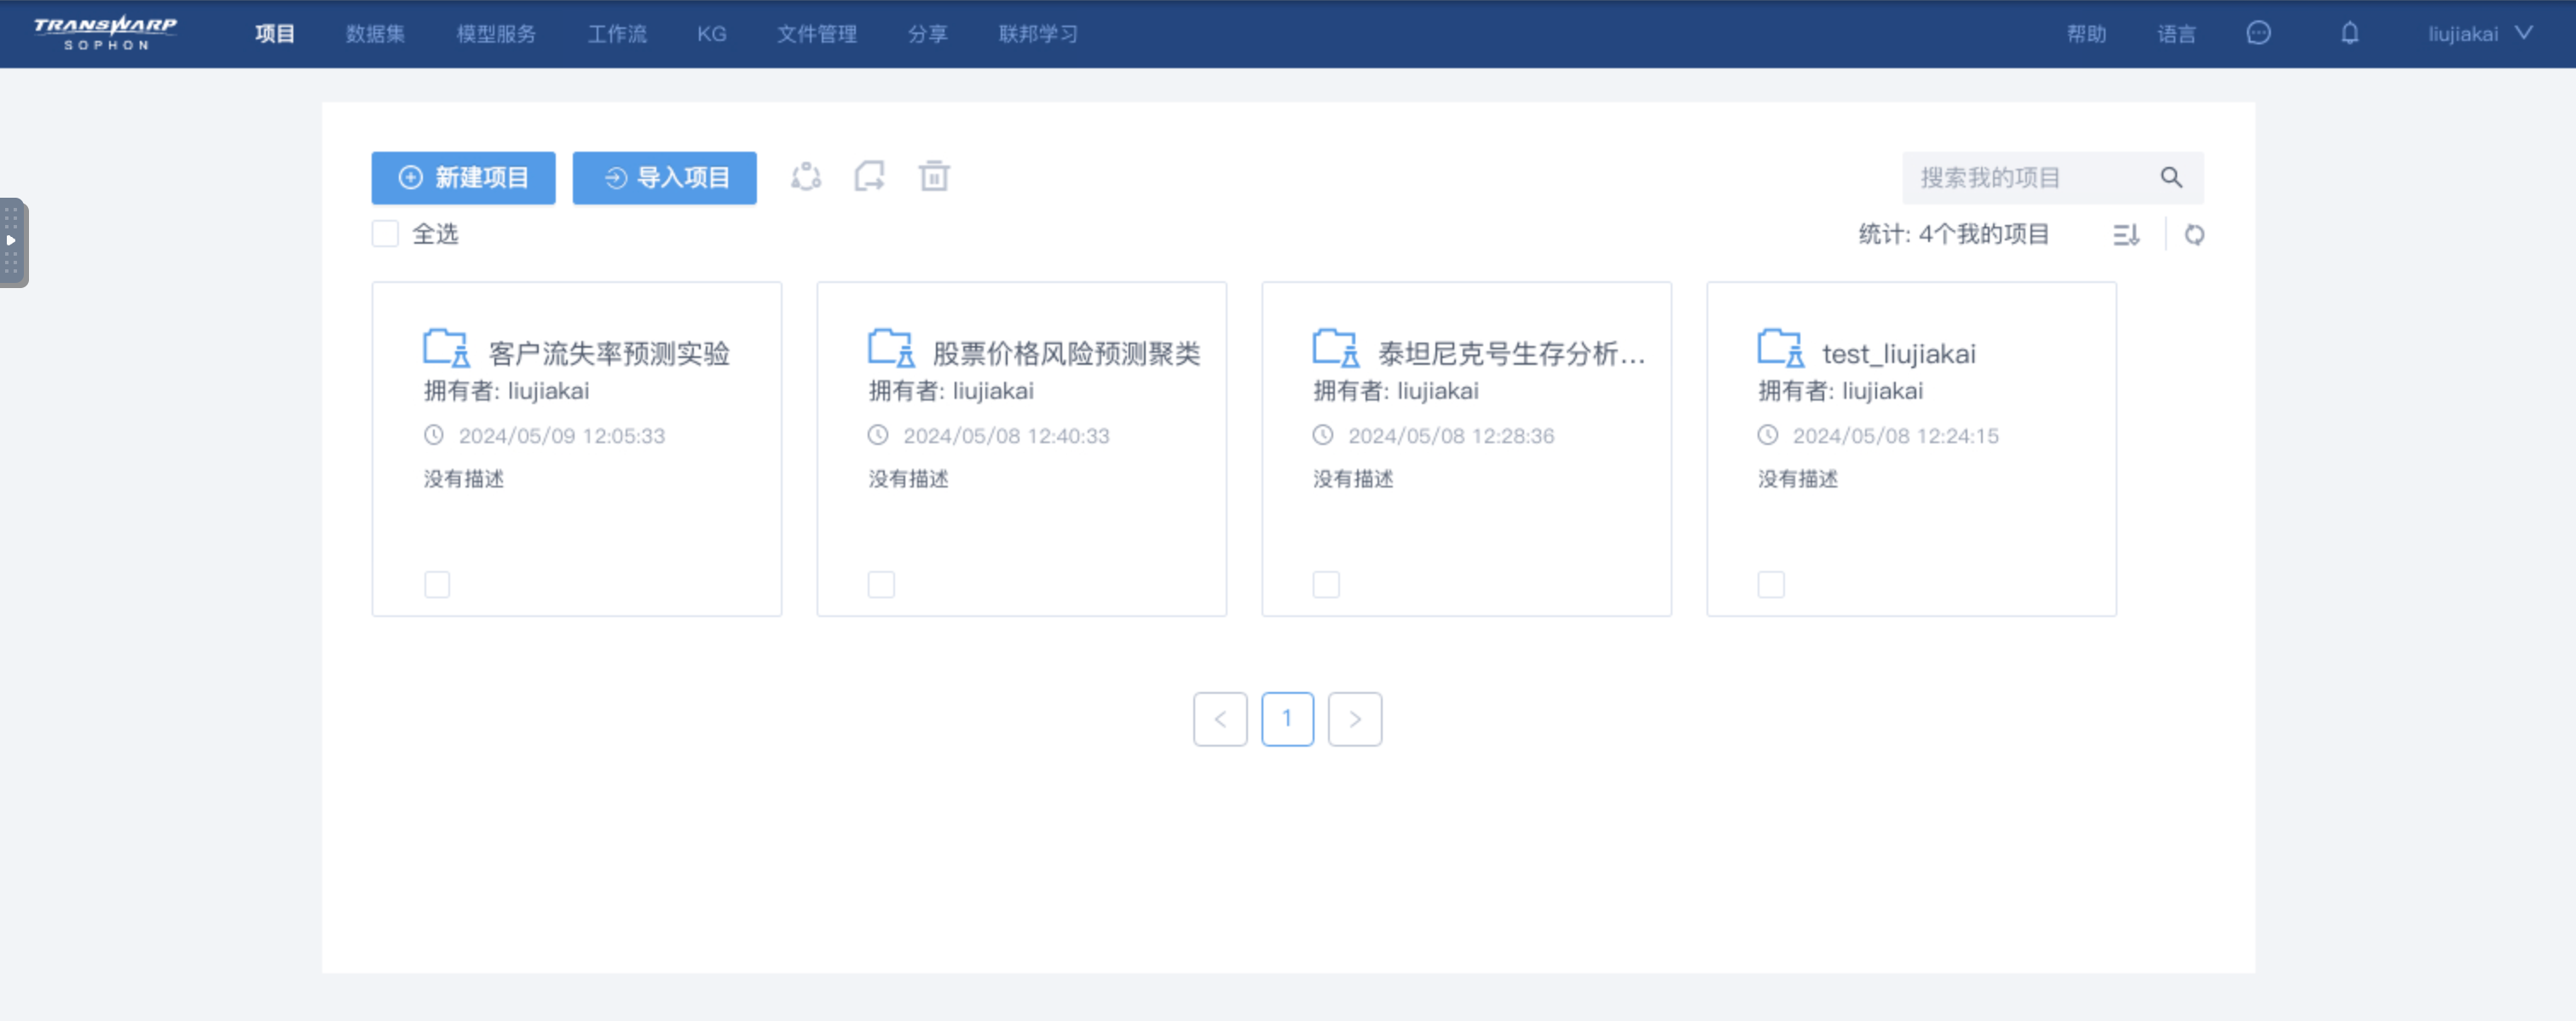 TRANSWARP
SOPHON
项目 数据集 模型服务 工作流 KG 文件管理 分享 联邦学习 帮助 语言 liujiakai
新建项目 导入项目 搜索我的项目
全选 统计: 4个我的项目
客户流失率预测实验
拥有者: liujiakai
2024/05/09 12:05:33
没有描述
股票价格风险预测聚类
拥有者: liujiakai
2024/05/08 12:40:33
没有描述
泰坦尼克号生存分析...
拥有者: liujiakai
2024/05/08 12:28:36
没有描述
test_liujiakai
拥有者: liujiakai
2024/05/08 12:24:15
没有描述
< 1 >